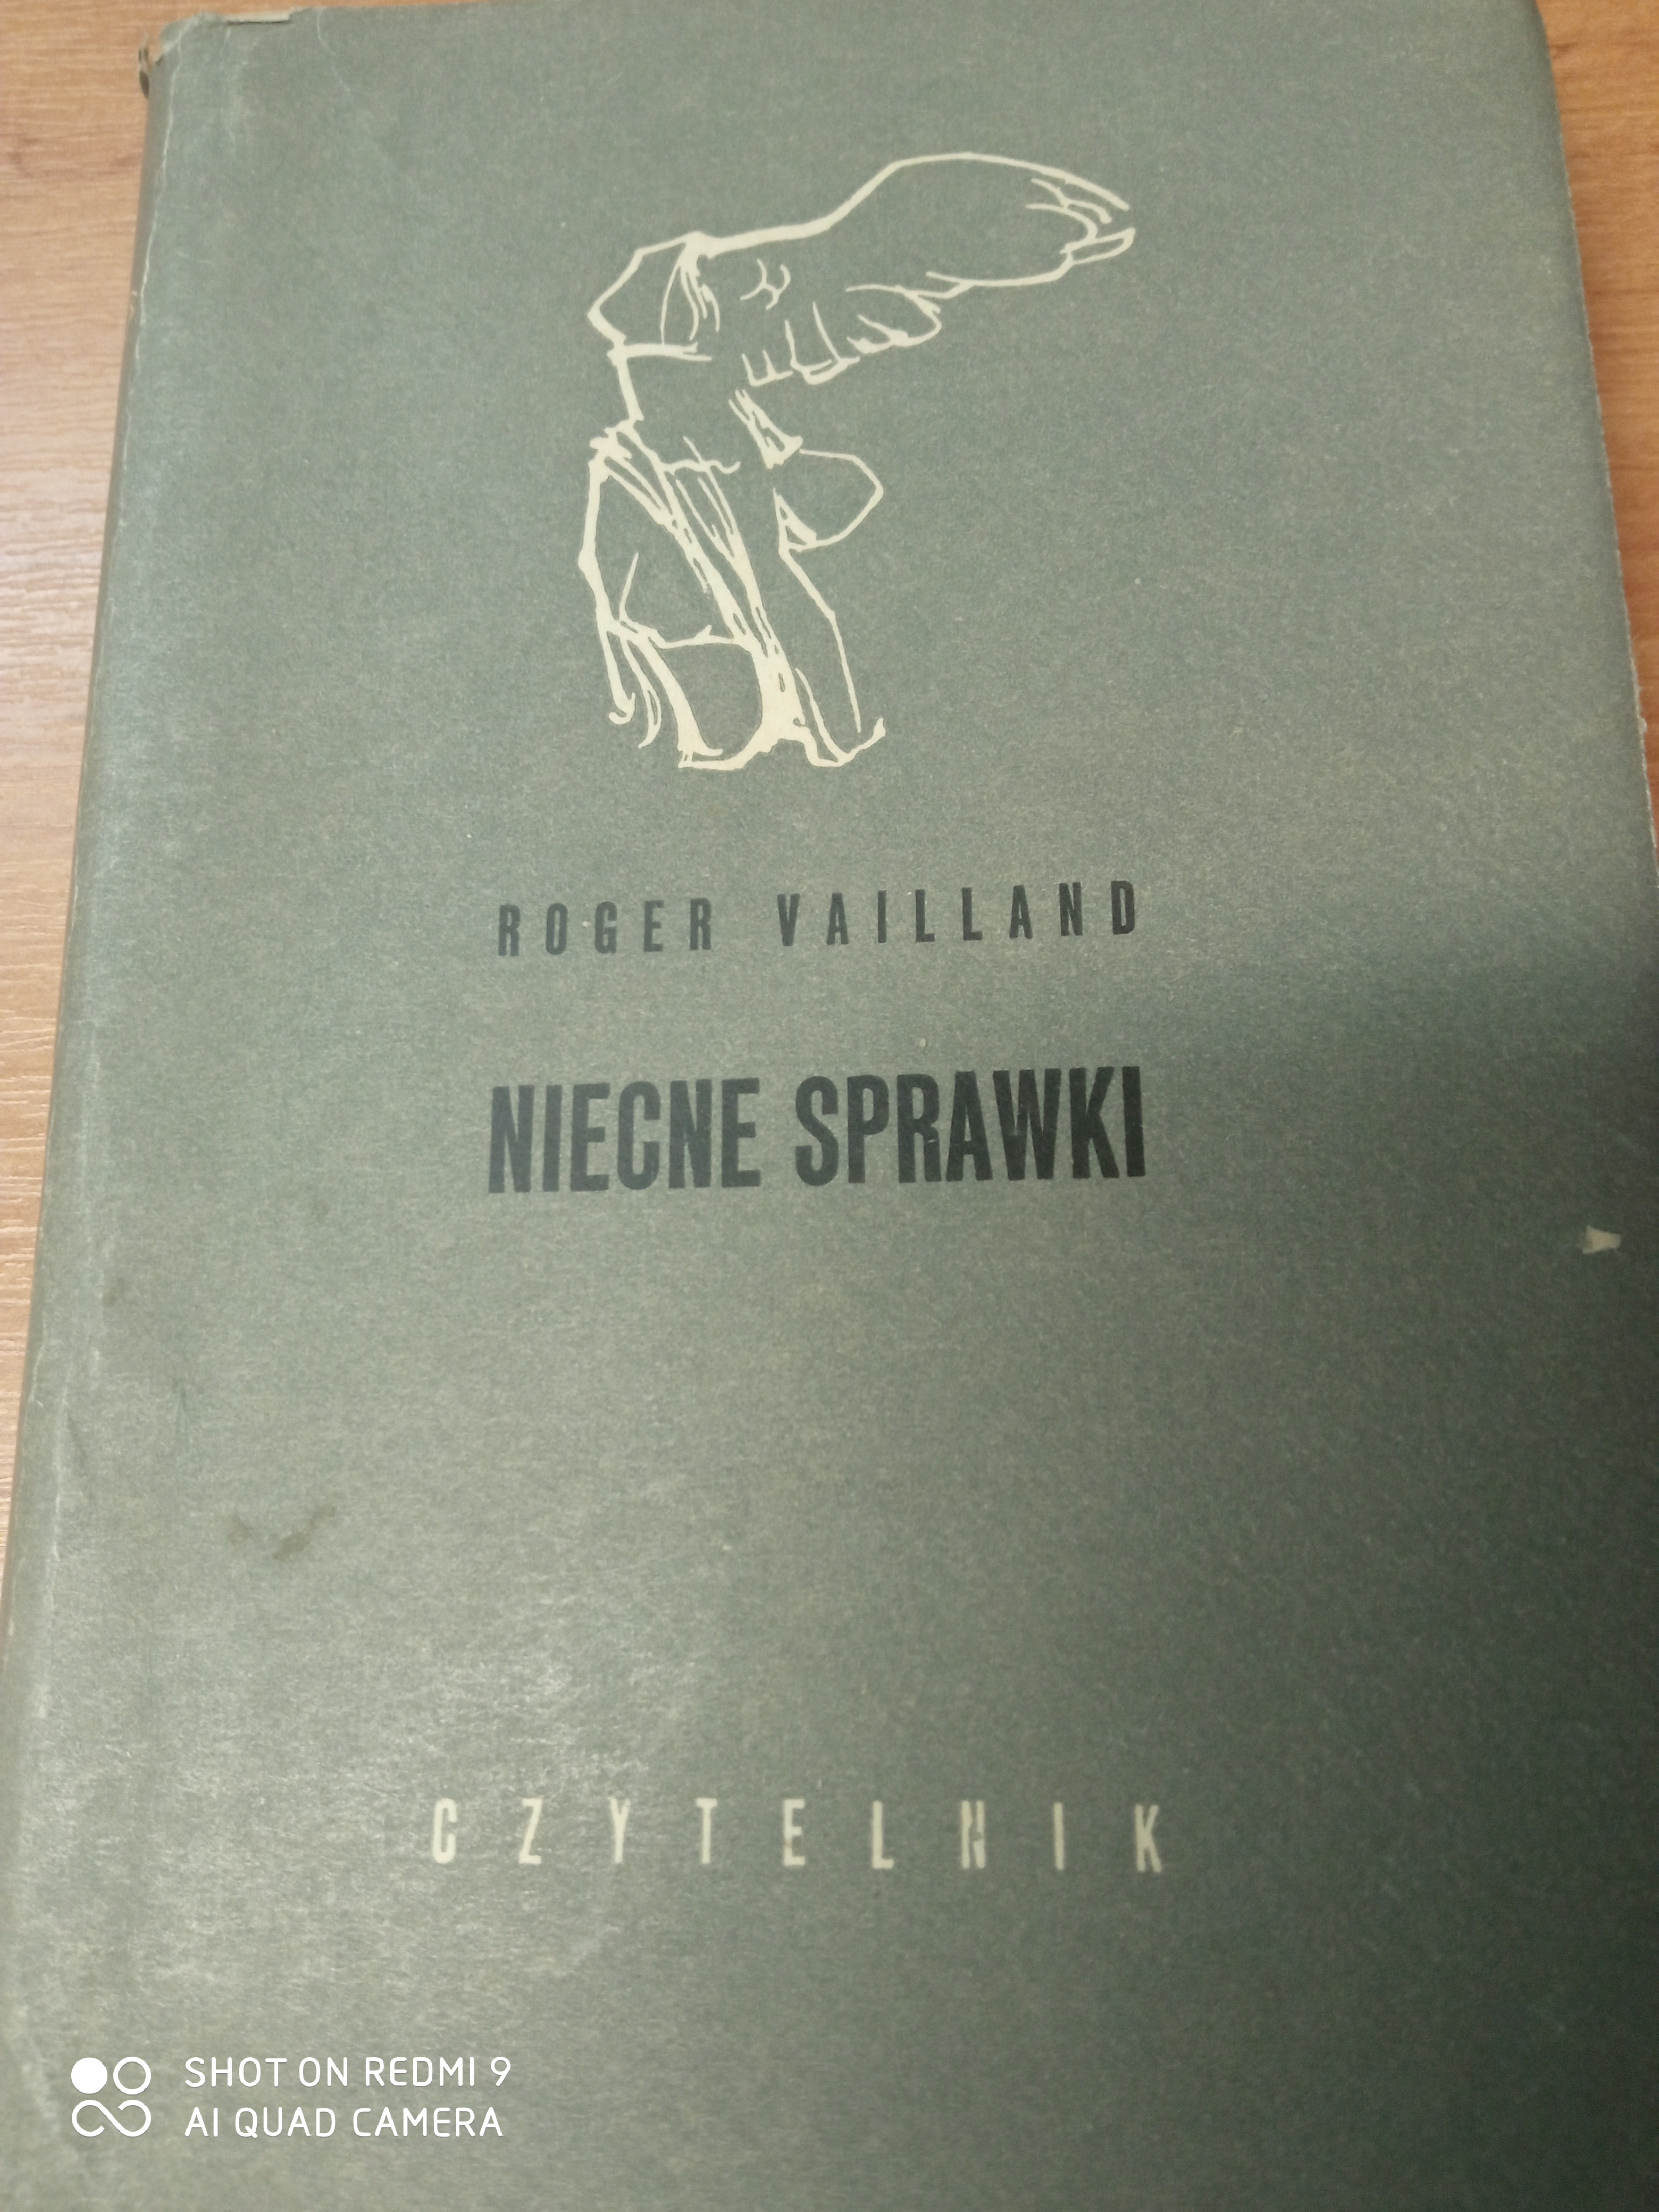 ROGER VAILLAND
NIECNE SPRAWKI
CZYTELNIK
SHOT ON REDMI 9
AI QUAD CAMERA